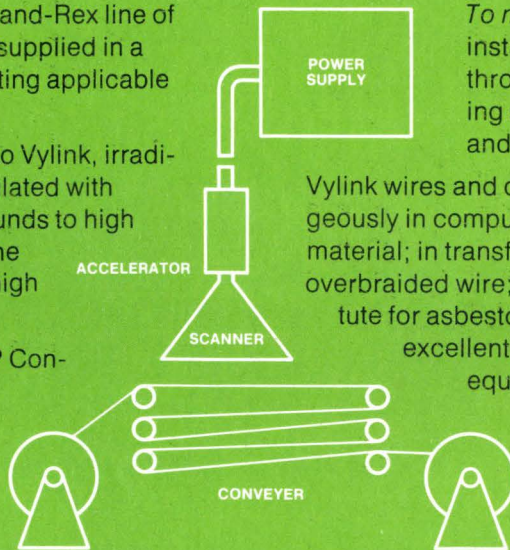 and-Rex line of
supplied in a
ting applicable
o Vylink, irradi-
lated with
unds to high
ne
igh
Con-
POWER
SUPPLY
ACCELERATOR
SCANNER
CONVEYER
To
inst
thro
ing
and
Vylink wires and
geously in compu
material; in transf
overbraided wire;
tute for asbesto
excellent
equ